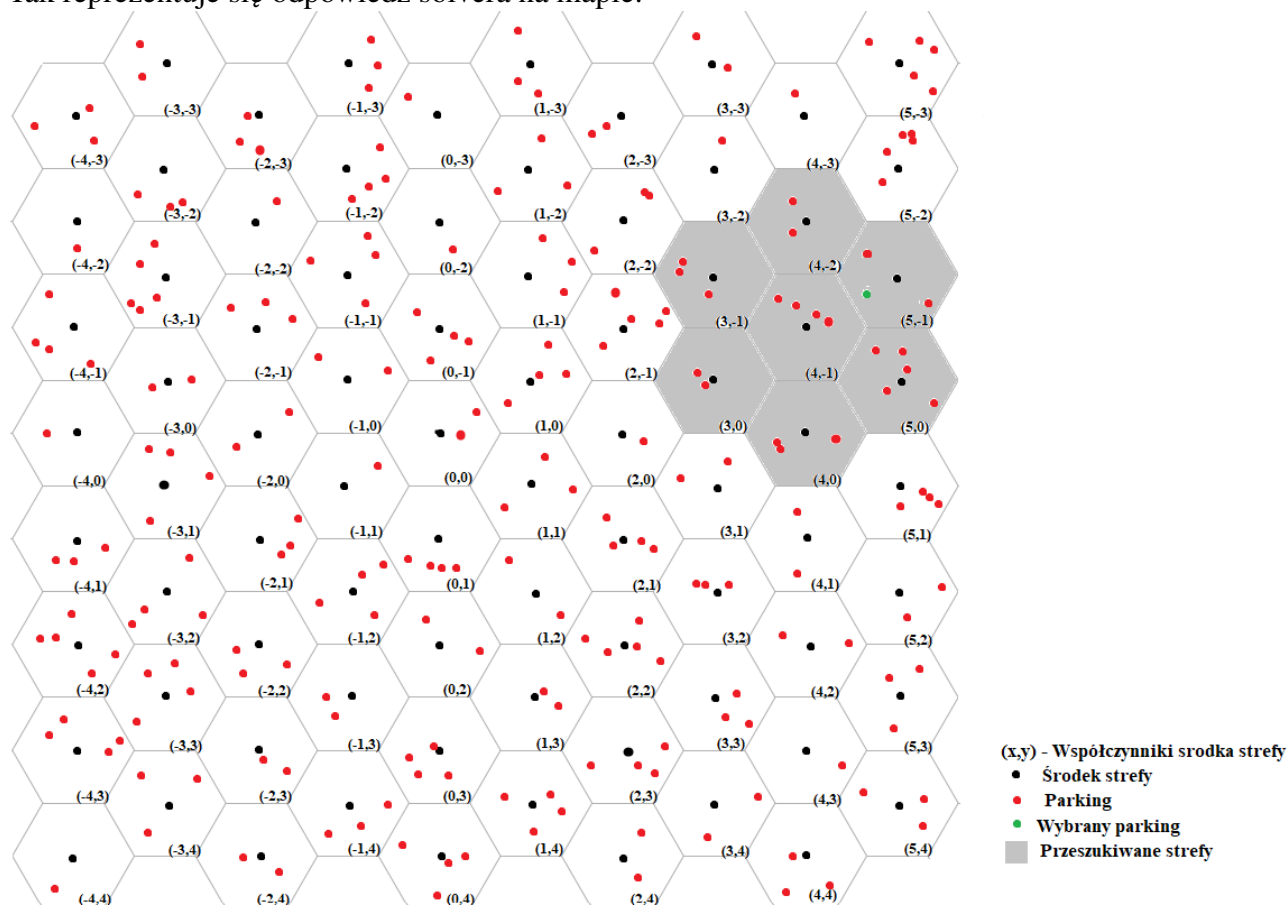 Tak reprezentuje się odpowiedź solvera na mapie:
(-3,-3) (-1,-3) (1,-3) (3,-3) (5,-3)
(-4,-3) (-2,-3) (0,-3) (2,-3) (4,-3)
(-3,-2) (-1,-2) (1,-2) (3,-2) (5,-2)
(-4,-2) (-2,-2) (0,-2) (2,-2) (4,-2)
(-3,-1) (-1,-1) (1,-1) (3,-1) (5,-1)
(-4,-1) (-2,-1) (0,-1) (2,-1) (4,-1)
(-3,0) (-1,0) (1,0) (3,0) (5,0)
(-4,0) (-2,0) (0,0) (2,0) (4,0)
(-3,1) (-1,1) (1,1) (3,1) (5,1)
(-4,1) (-2,1) (0,1) (2,1) (4,1)
(-3,2) (-1,2) (1,2) (3,2) (5,2)
(-4,2) (-2,2) (0,2) (2,2) (4,2)
(-3,3) (-1,3) (1,3) (3,3) (5,3)
(-4,3) (-2,3) (0,3) (2,3) (4,3)
(-3,4) (-1,4) (1,4) (3,4) (5,4)
(-4,4) (-2,4) (0,4) (2,4) (4,4)
(x,y) - Współczynniki srodka strefy
Środek strefy
Parking
Wybrany parking
Przeszukiwane strefy